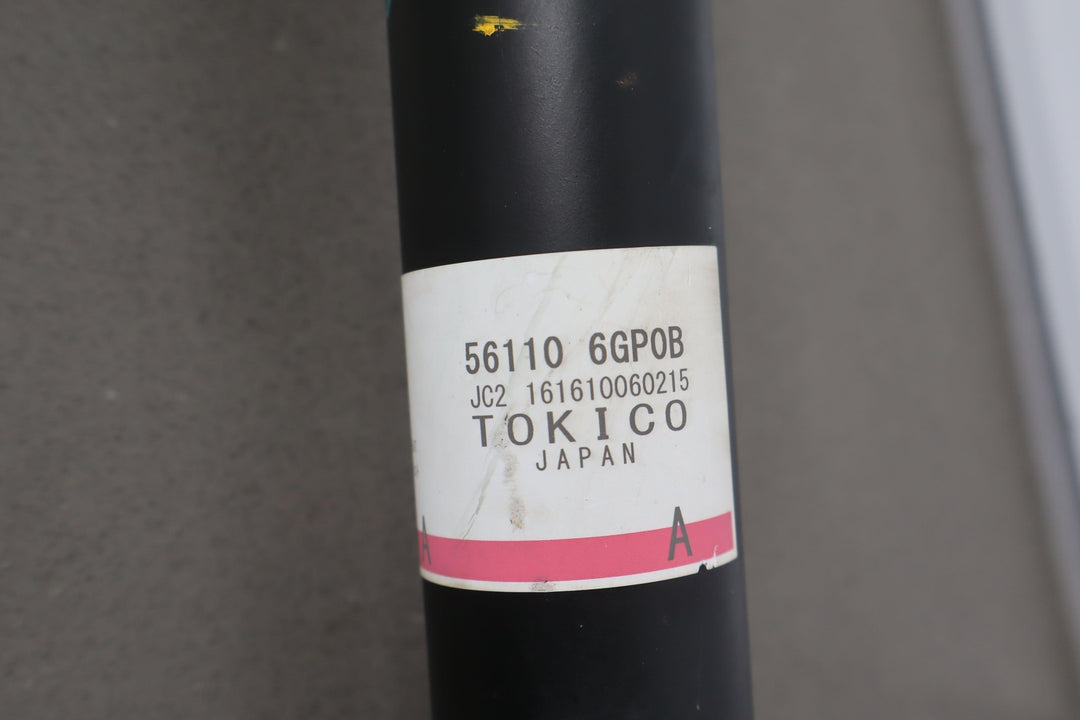 56110 6GP0B
JC2 161610060215
TOKICO
JAPAN
A A